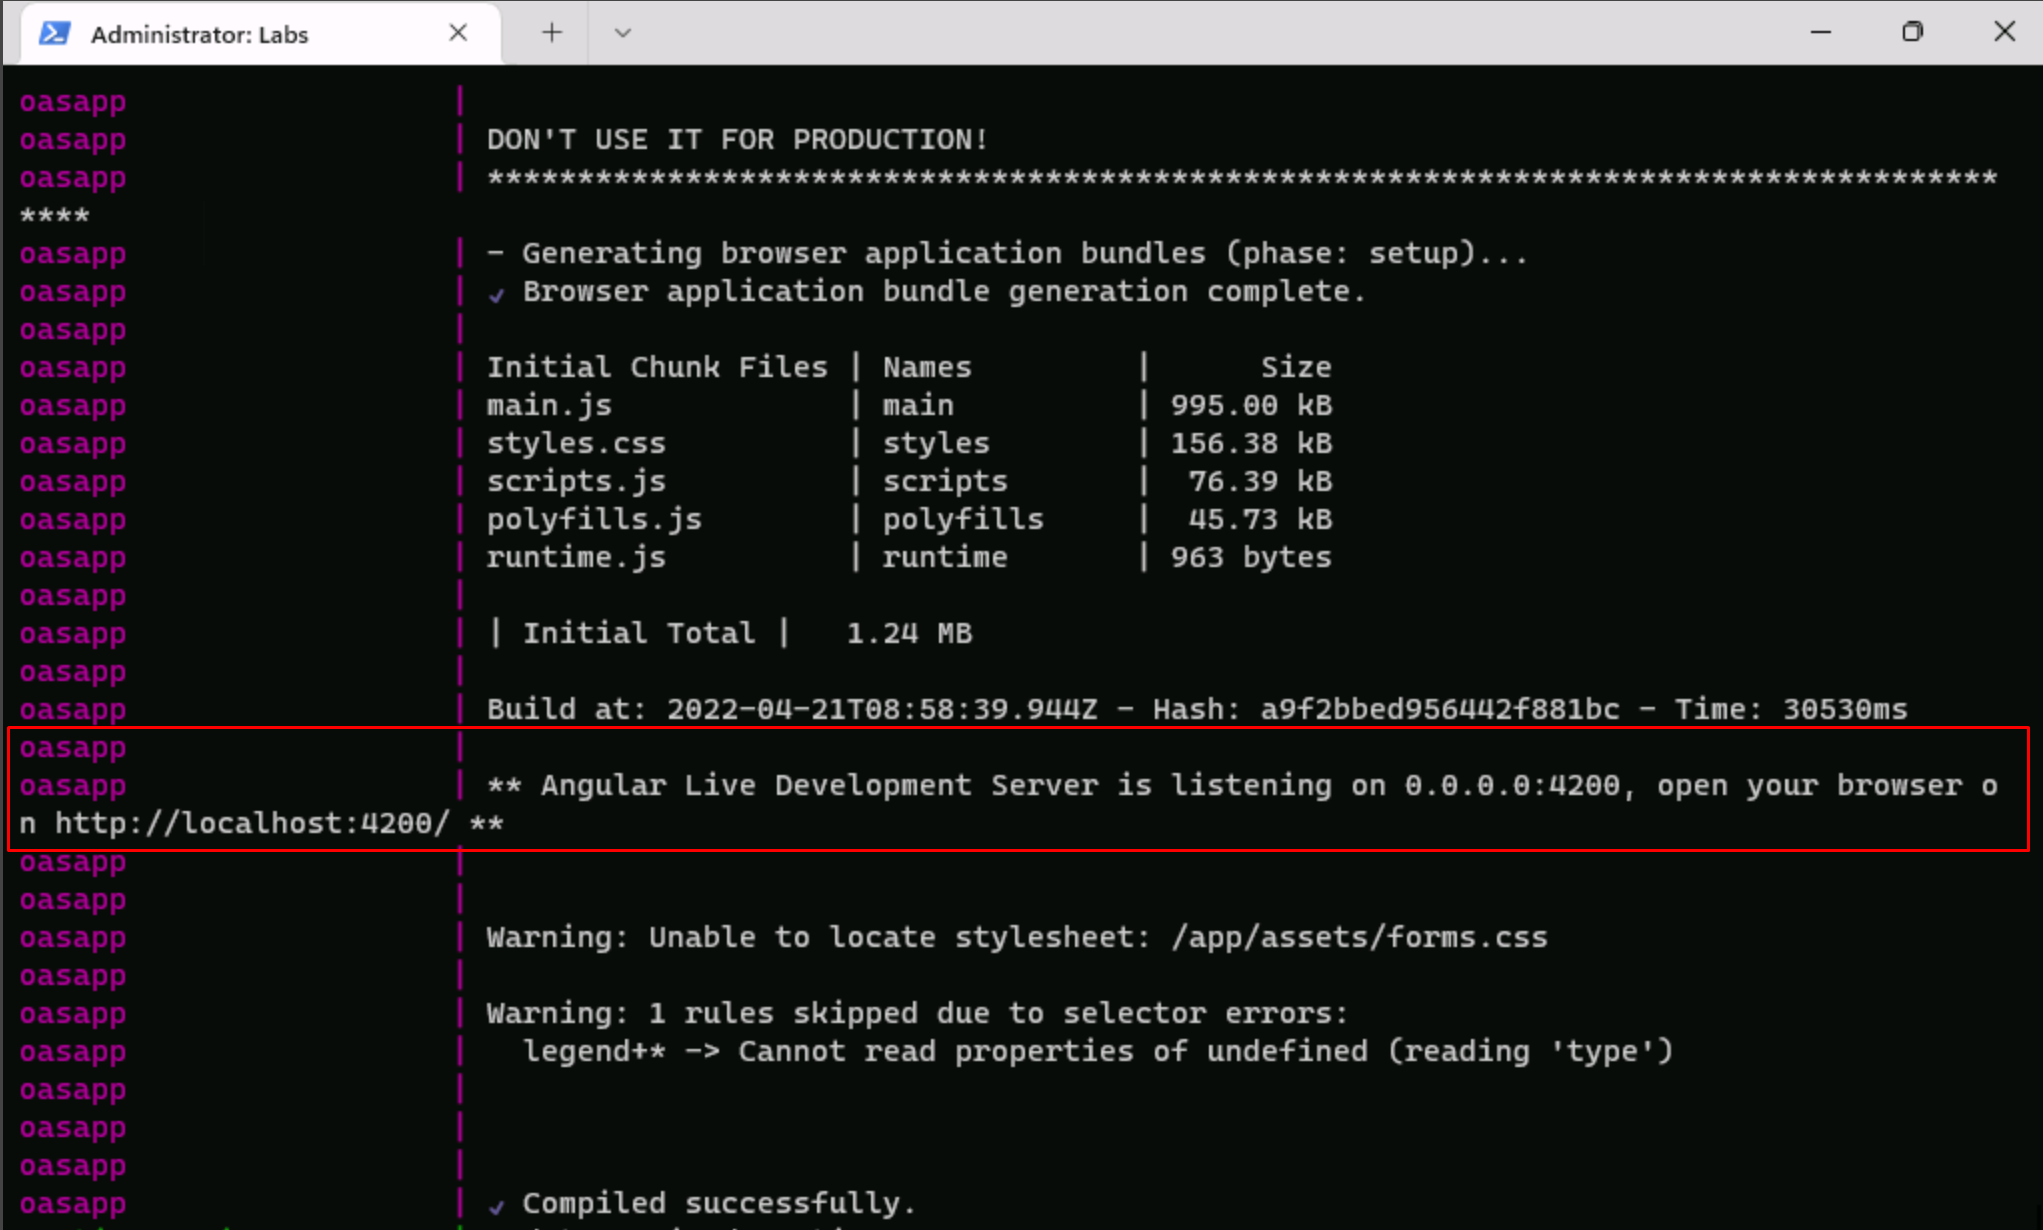 Administrator: Labs
oasapp |
oasapp | DON'T USE IT FOR PRODUCTION!
oasapp | ************************************************************************************
****
oasapp | - Generating browser application bundles (phase: setup)...
oasapp | ✓ Browser application bundle generation complete.
oasapp |
oasapp | Initial Chunk Files | Names | Size
oasapp | main.js | main | 995.00 kB
oasapp | styles.css | styles | 156.38 kB
oasapp | scripts.js | scripts | 76.39 kB
oasapp | polyfills.js | polyfills | 45.73 kB
oasapp | runtime.js | runtime | 963 bytes
oasapp |
oasapp | | Initial Total | 1.24 MB
oasapp |
oasapp | Build at: 2022-04-21T08:58:39.944Z - Hash: a9f2bbed956442f881bc - Time: 30530ms
oasapp |
oasapp | ** Angular Live Development Server is listening on 0.0.0.0:4200, open your browser o
n http://localhost:4200/ **
oasapp |
oasapp |
oasapp | Warning: Unable to locate stylesheet: /app/assets/forms.css
oasapp |
oasapp | Warning: 1 rules skipped due to selector errors:
oasapp | legend+* -> Cannot read properties of undefined (reading 'type')
oasapp |
oasapp |
oasapp |
oasapp | ✓ Compiled successfully.